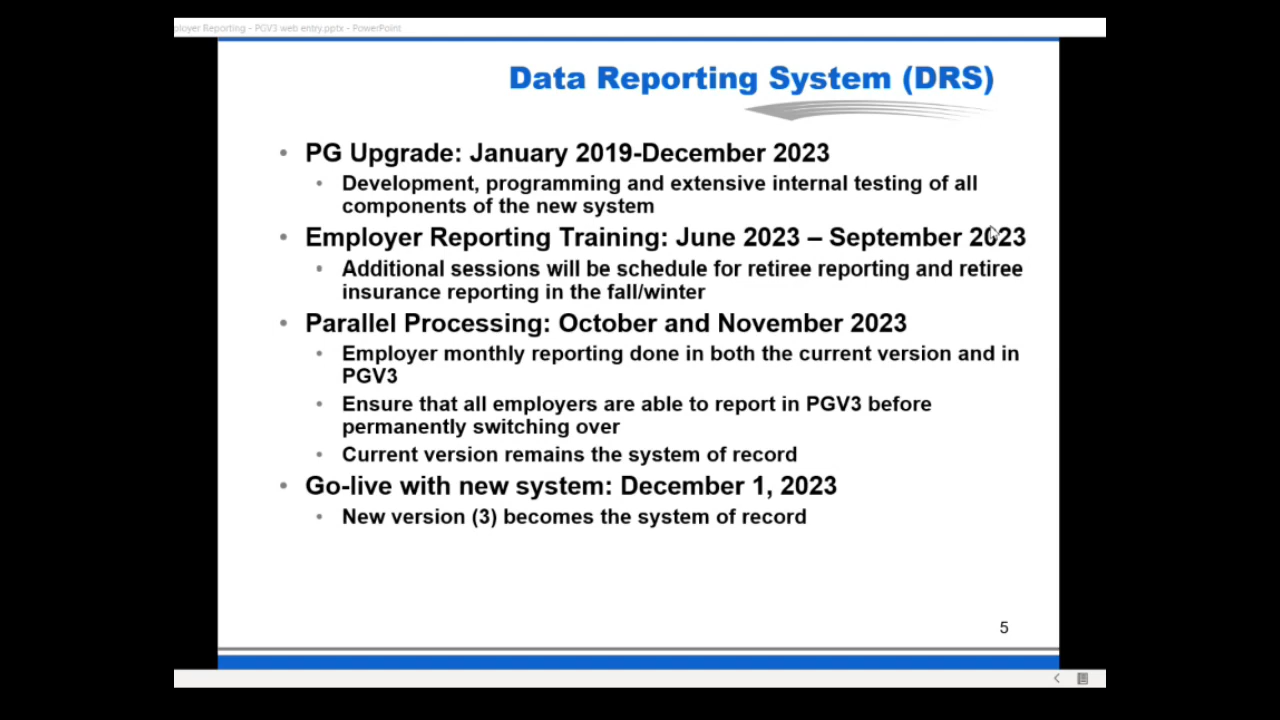 ployer Reporting - PGV3 web entry.pptx - PowerPoint
Data Reporting System (DRS)
• PG Upgrade: January 2019-December 2023
• Development, programming and extensive internal testing of all
components of the new system
• Employer Reporting Training: June 2023 – September 2023
• Additional sessions will be schedule for retiree reporting and retiree
insurance reporting in the fall/winter
• Parallel Processing: October and November 2023
• Employer monthly reporting done in both the current version and in
PGV3
• Ensure that all employers are able to report in PGV3 before
permanently switching over
• Current version remains the system of record
• Go-live with new system: December 1, 2023
• New version (3) becomes the system of record
5